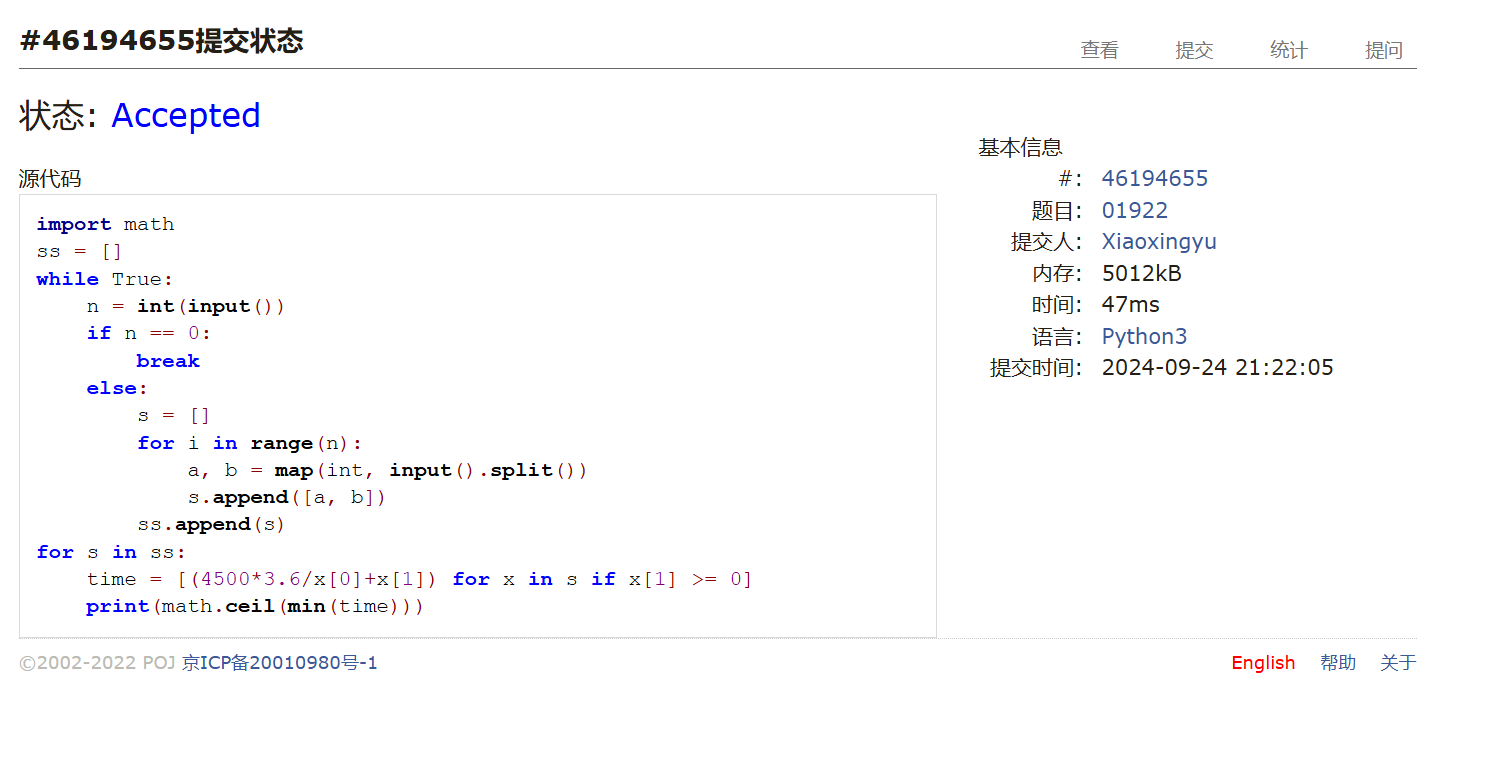 #46194655提交状态
查看 提交 统计 提问
状态: Accepted
源代码
import math
ss = []
while True:
    n = int(input())
    if n == 0:
        break
    else:
        s = []
        for i in range(n):
            a, b = map(int, input().split())
            s.append([a, b])
        ss.append(s)
for s in ss:
    time = [(4500*3.6/x[0]+x[1]) for x in s if x[1] >= 0]
    print(math.ceil(min(time)))
基本信息
#: 46194655
题目: 01922
提交人: Xiaoxingyu
内存: 5012kB
时间: 47ms
语言: Python3
提交时间: 2024-09-24 21:22:05
©2002-2022 POJ 京ICP备20010980号-1
English 帮助 关于